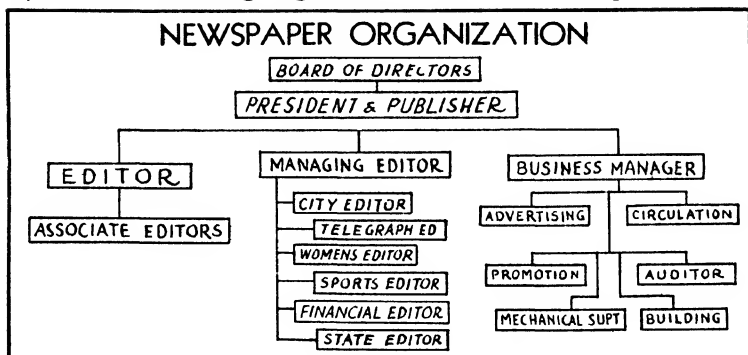 NEWSPAPER ORGANIZATION
BOARD OF DIRECTORS
PRESIDENT & PUBLISHER
EDITOR
ASSOCIATE EDITORS
MANAGING EDITOR
CITY EDITOR
TELEGRAPH ED
WOMENS EDITOR
SPORTS EDITOR
FINANCIAL EDITOR
STATE EDITOR
BUSINESS MANAGER
ADVERTISING
CIRCULATION
PROMOTION
AUDITOR
MECHANICAL SUPT
BUILDING